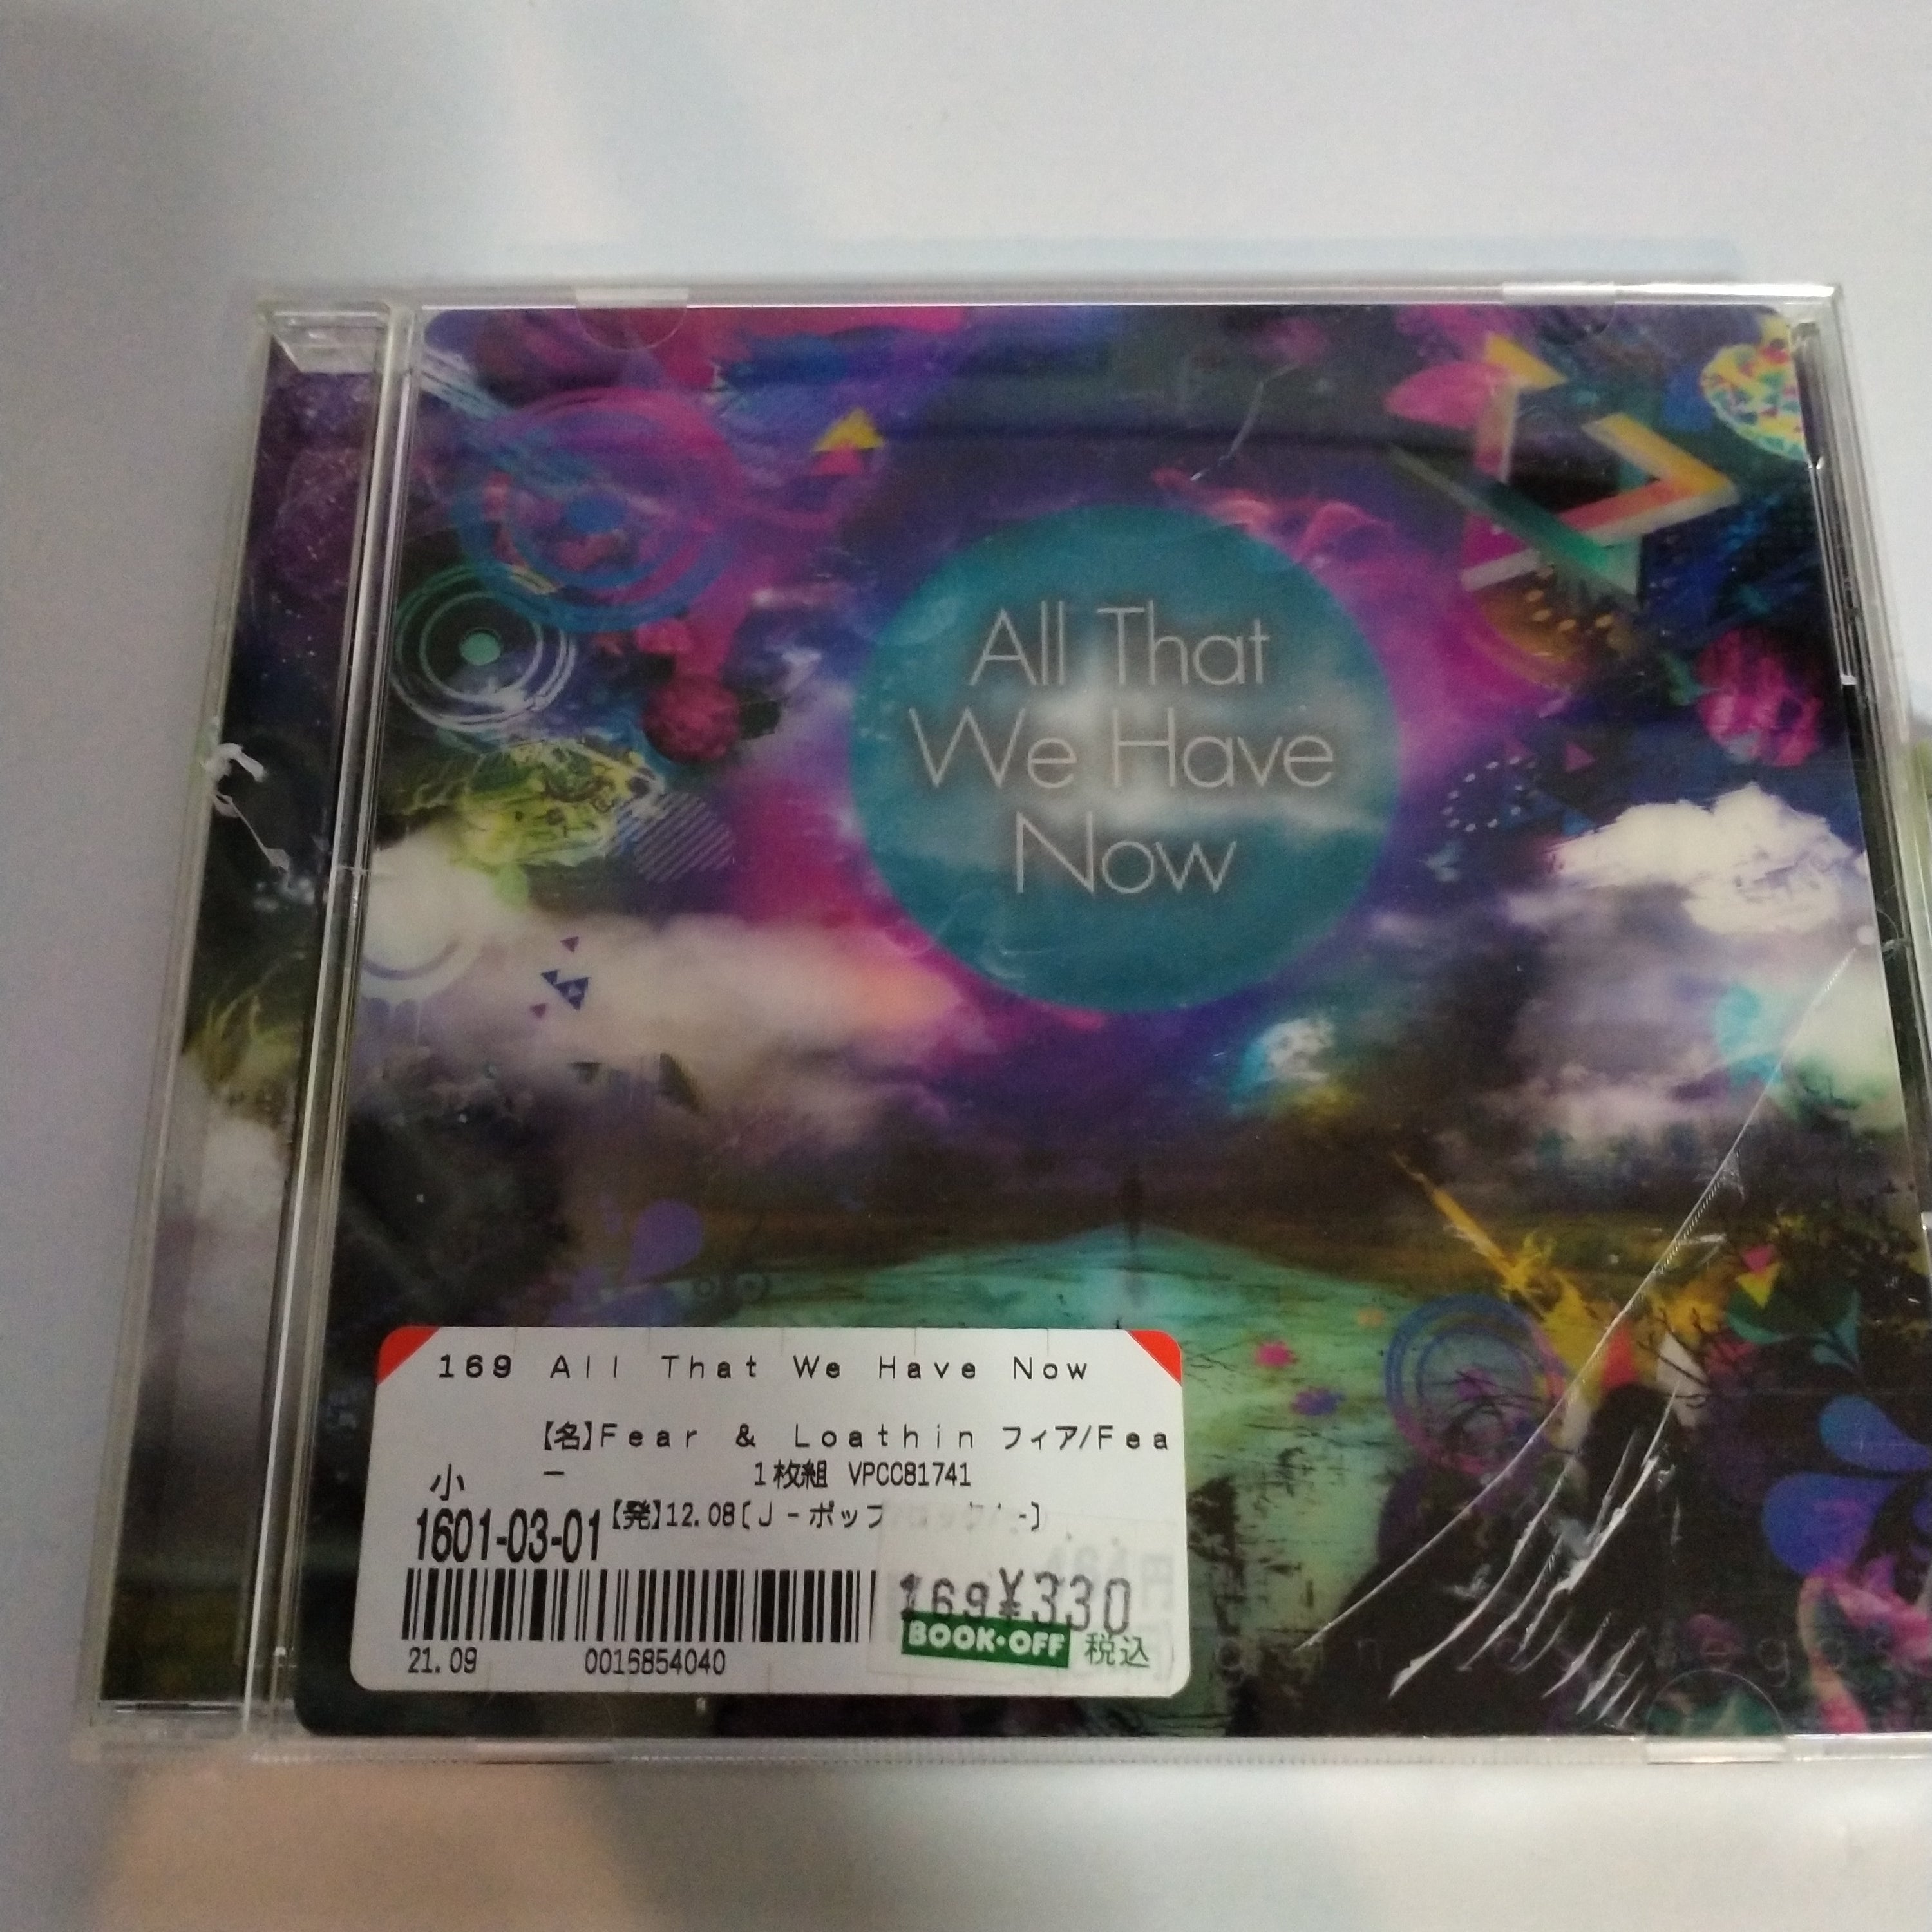 All That
We Have
Now
169 All That We Have Now
【名】Fear & Loathin フィア/Fea
小 - 1枚組 VPCC81741
1601-03-01【発】12.08[J-ポップ
169¥330
21.09 0016854040 BOOK・OFF 税込